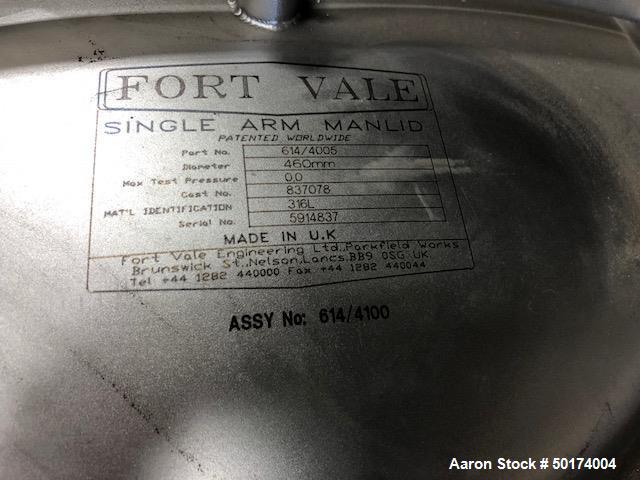 FORT VALE
SINGLE ARM MANLID
PATENTED WORLDWIDE
Part No. 614/4005
Diameter 460mm
Max Test Pressure 0.0
Cast No. 837078
MAT'L IDENTIFICATION 316L
Serial No. 5914837
MADE IN U.K
Fort Vale Engineering Ltd.,Parkfield Works
Brunswick St.,Nelson,Lancs,BB9 0SG UK.
Tel +44 1282 440000 Fax +44 1282 440044
ASSY No: 614/4100
Aaron Stock # 50174004